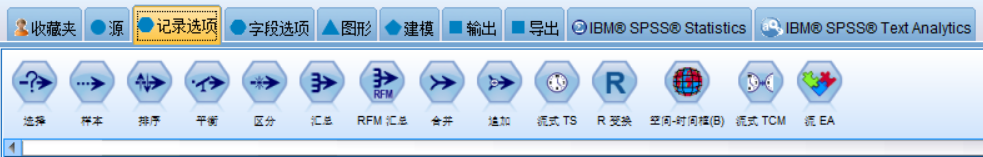 收藏夹 源 记录选项 字段选项 图形 建模 输出 导出 IBM® SPSS® Statistics IBM® SPSS® Text Analytics
选择 样本 排序 平衡 区分 汇总 RFM 汇总 合并 追加 流式 TS R 变换 空间-时间框(B) 流式 TCM 流 EA